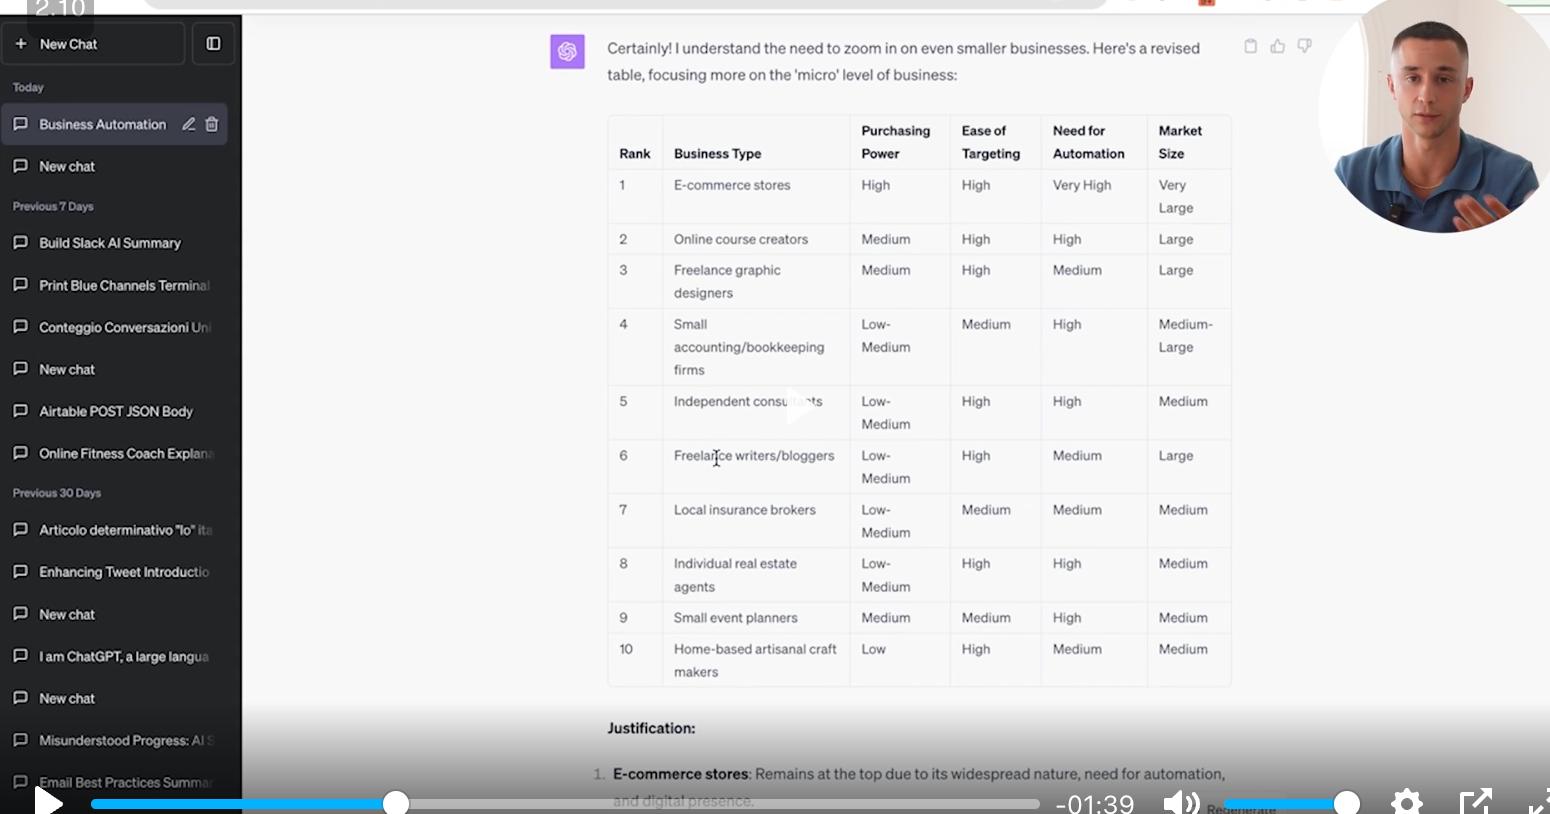 2.10
New Chat
Today
Business Automation
New chat
Previous 7 Days
Build Slack AI Summary
Print Blue Channels Terminal
Conteggio Conversazioni Uni
New chat
Airtable POST JSON Body
Online Fitness Coach Explana
Previous 30 Days
Articolo determinativo "lo" ita
Enhancing Tweet Introductio
New chat
I am ChatGPT, a large langua
New chat
Misunderstood Progress: AI S
Email Best Practices Summar
Certainly! I understand the need to zoom in on even smaller businesses. Here's a revised
table, focusing more on the 'micro' level of business:
Rank Business Type Purchasing Power Ease of Targeting Need for Automation Market Size
1 E-commerce stores High High Very High Very Large
2 Online course creators Medium High High Large
3 Freelance graphic designers Medium High Medium Large
4 Small accounting/bookkeeping firms Low-Medium Medium High Medium-Large
5 Independent consultants Low-Medium High High Medium
6 Freelance writers/bloggers Low-Medium High Medium Large
7 Local insurance brokers Low-Medium Medium Medium Medium
8 Individual real estate agents Low-Medium High High Medium
9 Small event planners Medium Medium High Medium
10 Home-based artisanal craft makers Low High Medium Medium
Justification:
1. E-commerce stores: Remains at the top due to its widespread nature, need for automation,
and digital presence.
Regenerate
-01:39